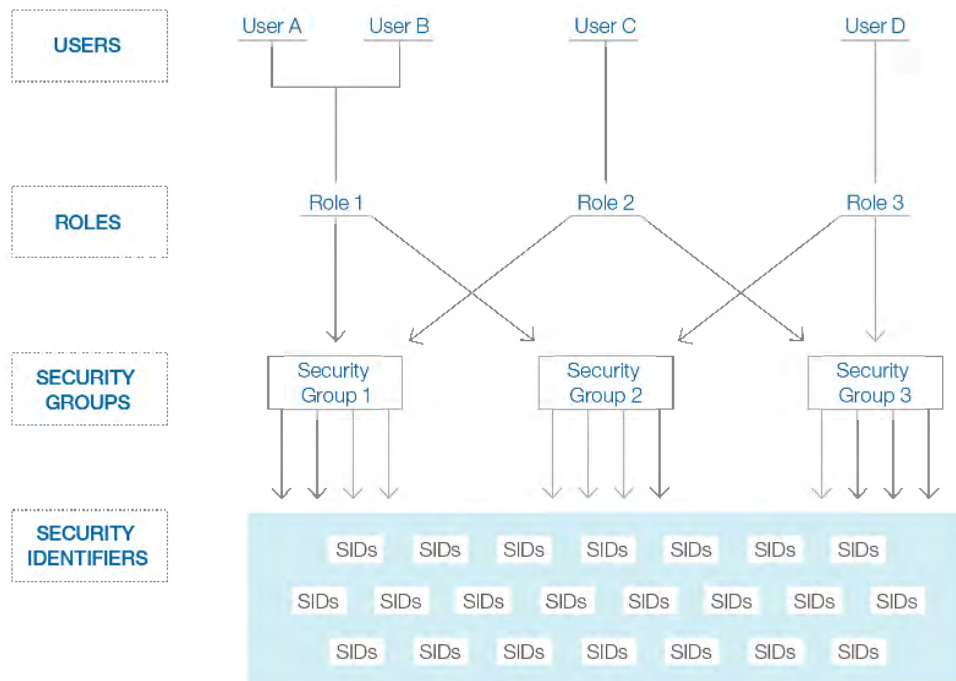 USERS
User A
User B
User C
User D
ROLES
Role 1
Role 2
Role 3
SECURITY
GROUPS
Security
Group 1
Security
Group 2
Security
Group 3
SECURITY
IDENTIFIERS
SIDs SIDs SIDs SIDs SIDs SIDs SIDs
SIDs SIDs SIDs SIDs SIDs SIDs SIDs SIDs
SIDs SIDs SIDs SIDs SIDs SIDs SIDs